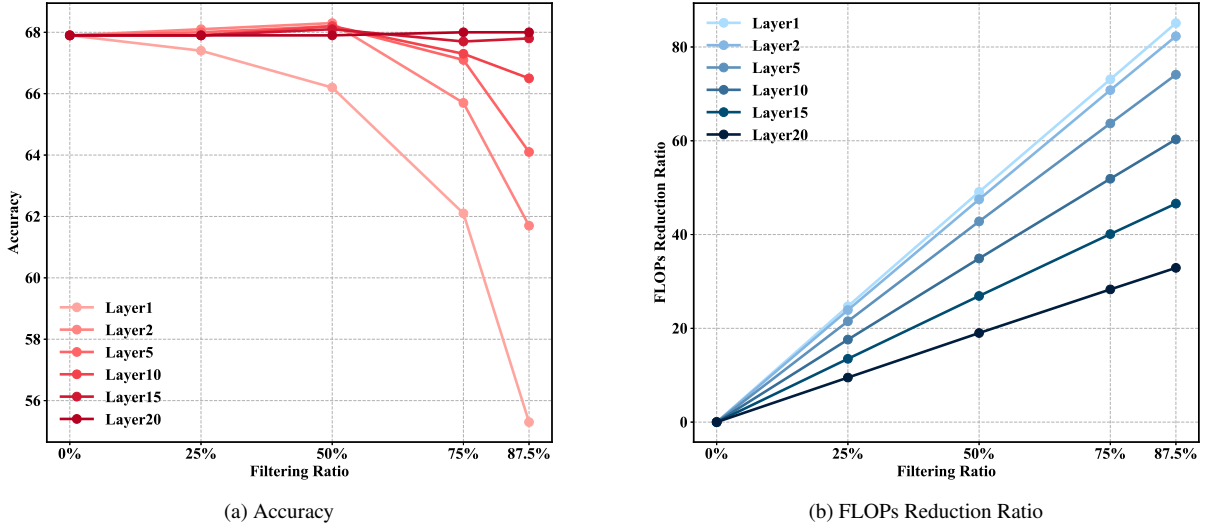 68
66
64
62
60
58
56
Accuracy
Layer1
Layer2
Layer5
Layer10
Layer15
Layer20
0%
25%
50%
75%
87.5%
Filtering Ratio
(a) Accuracy
80
60
40
20
0
FLOPs Reduction Ratio
Layer1
Layer2
Layer5
Layer10
Layer15
Layer20
0%
25%
50%
75%
87.5%
Filtering Ratio
(b) FLOPs Reduction Ratio